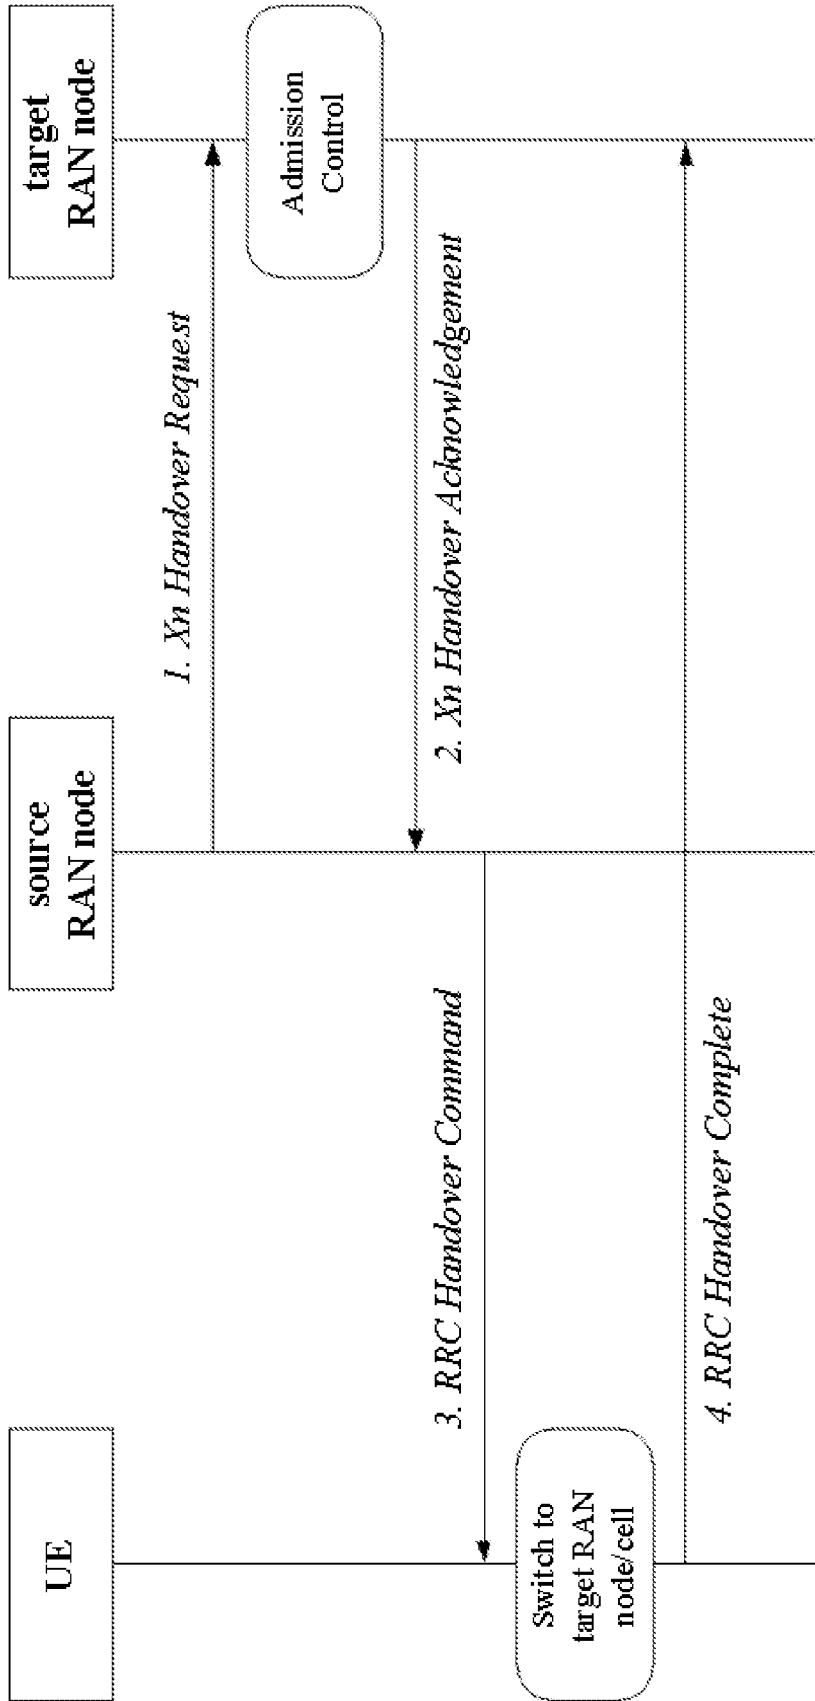 UE
source
RAN node
target
RAN node
1. Xn Handover Request
Admission
Control
2. Xn Handover Acknowledgement
3. RRC Handover Command
Switch to
target RAN
node/cell
4. RRC Handover Complete